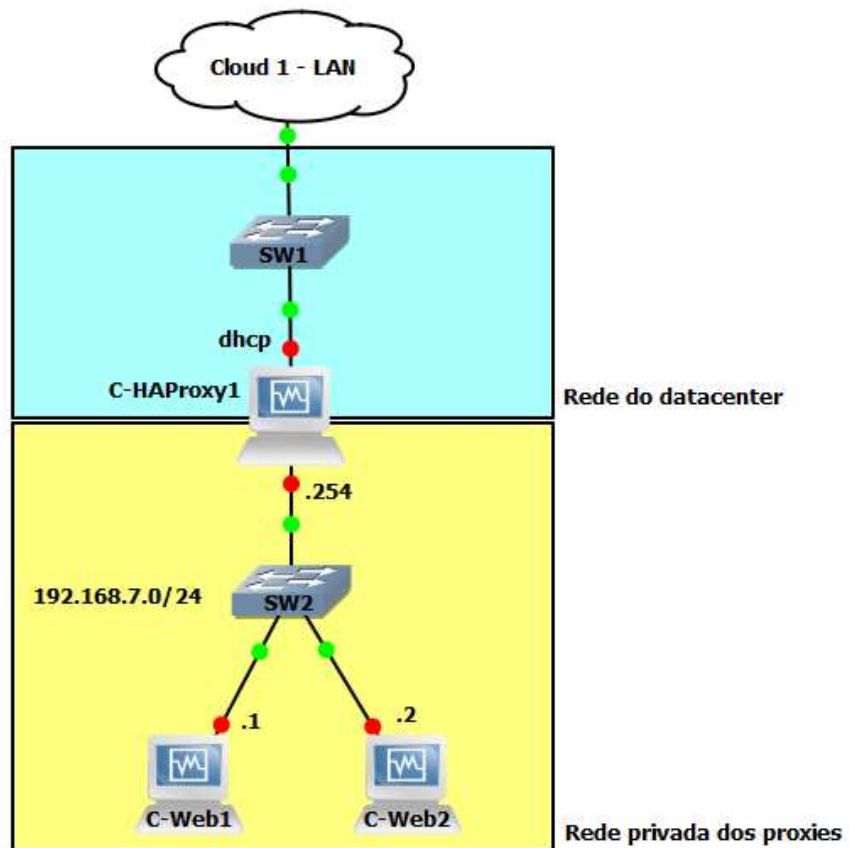 Cloud 1 - LAN
SW1
dhcp
C-HAProxy1
Rede do datacenter
.254
192.168.7.0/24
SW2
.1
.2
C-Web1
C-Web2
Rede privada dos proxies